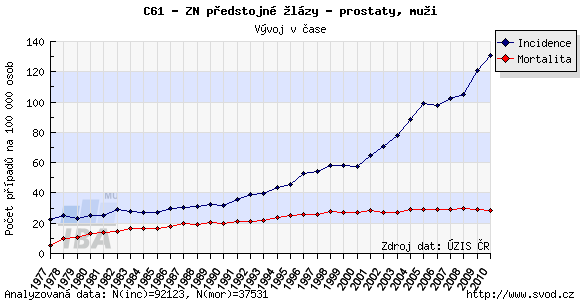 C61 - ZN předstojné žlázy - prostaty, muži
Vývoj v čase
Incidence
Mortalita
Počet případů na 100 000 osob
140
120
100
80
60
40
20
0
ML
IBA
Zdroj dat: ÚZIS ČR
1977 1978 1979 1980 1981 1982 1983 1984 1985 1986 1987 1988 1989 1990 1991 1992 1993 1994 1995 1996 1997 1998 1999 2000 2001 2002 2003 2004 2005 2006 2007 2008 2009 2010
Analyzovaná data: N(inc)=92123, N(mor)=37531
http://www.svod.cz